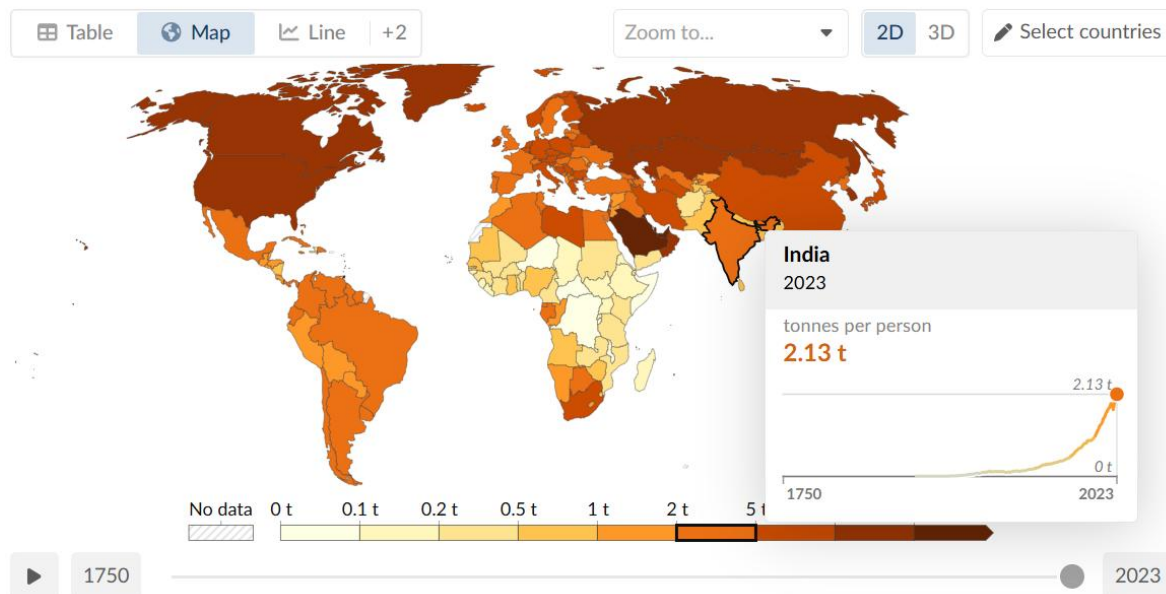 Table Map Line +2 Zoom to... 2D 3D Select countries
India
2023
tonnes per person
2.13 t
2.13 t
0 t
1750 2023
No data 0 t 0.1 t 0.2 t 0.5 t 1 t 2 t 5 t
1750 2023